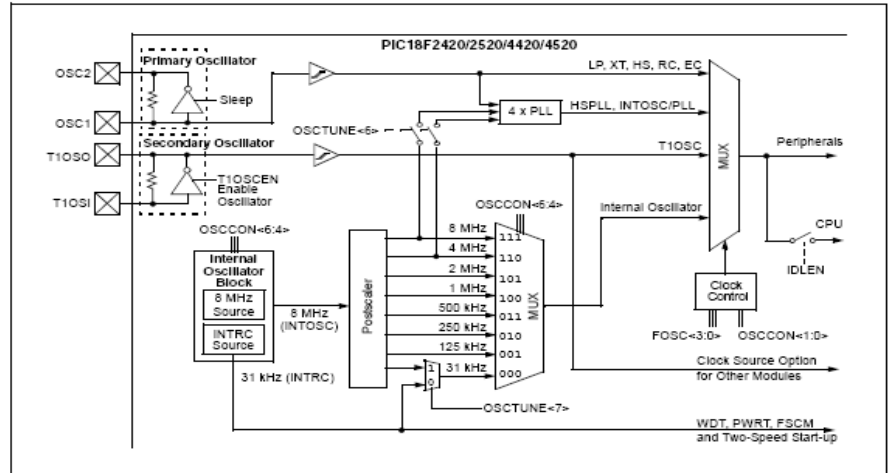 PIC18F2420/2520/4420/4520
Primary Oscillator
OSC2
Sleep
OSC1
LP, XT, HS, RC, EC
4 x PLL
HSPLL, INTOSC/PLL
OSCTUNE<6>
Secondary Oscillator
T1OSO
T1OSCEN
Enable
Oscillator
T1OSI
T1OSC
MUX
Peripherals
Internal Oscillator
CPU
IDLEN
Clock
Control
FOSC<3:0>
OSCCON<1:0>
OSCCON<6:4>
OSCCON<6:4>
Internal
Oscillator
Block
8 MHz
Source
INTRC
Source
8 MHz
(INTOSC)
31 kHz (INTRC)
Postscaler
8 MHz
111
4 MHz
110
2 MHz
101
1 MHz
100
500 kHz
011
250 kHz
010
125 kHz
001
31 kHz
000
1
0
MUX
OSCTUNE<7>
Clock Source Option
for Other Modules
WDT, PWRT, FSCM
and Two-Speed Start-up